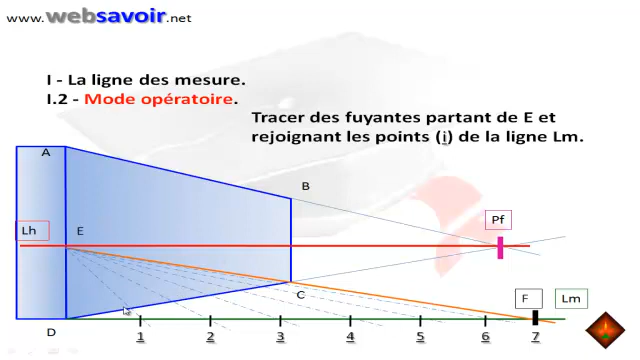 www.websavoir.net
I - La ligne des mesure.
I.2 - Mode opératoire.
Tracer des fuyantes partant de E et
rejoignant les points (i) de la ligne Lm.
A
B
Lh
E
Pf
C
F
Lm
D
1 2 3 4 5 6 7